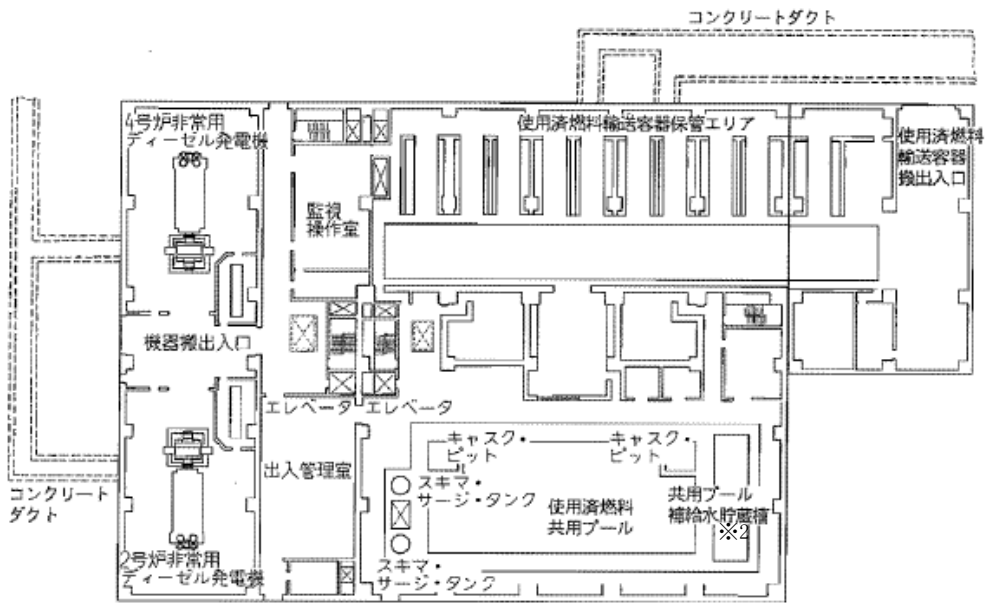 コンクリートダクト
4号炉非常用
ディーゼル発電機
使用済燃料輸送容器保管エリア
使用済燃料
輸送容器
搬出入口
監視
操作室
機器搬出入口
エレベータ
エレベータ
出入管理室
キャスク・
ピット
キャスク・
ピット
スキマ・
サージ・タンク
使用済燃料
共用プール
共用プール
補給水貯蔵槽
※2
コンクリート
ダクト
2号炉非常用
ディーゼル発電機
スキマ・
サージ・タンク